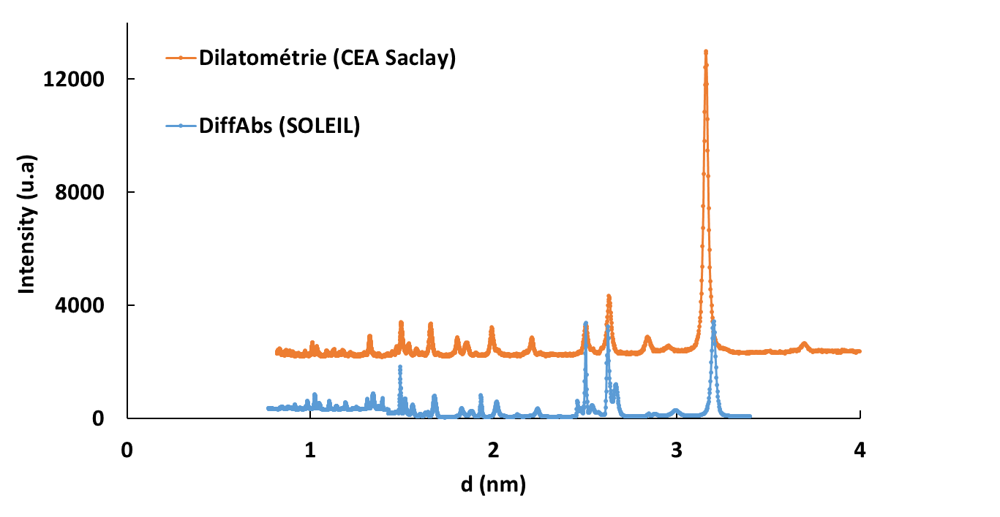 Dilatométrie (CEA Saclay)
DiffAbs (SOLEIL)
Intensity (u.a)
12000
8000
4000
0
0 1 2 3 4
d (nm)